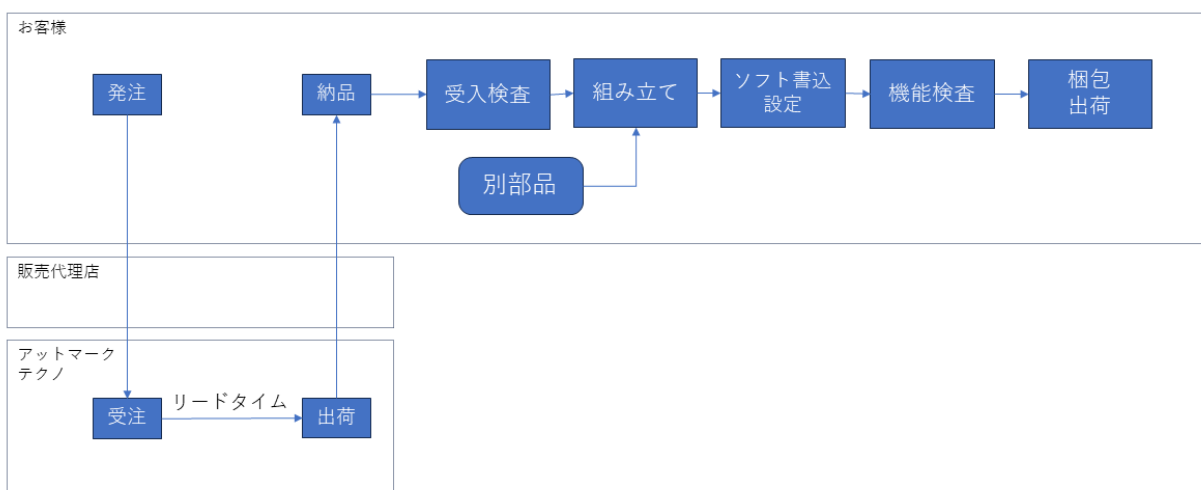 お客様
発注
納品
受入検査
組み立て
ソフト書込
設定
機能検査
梱包
出荷
別部品
販売代理店
アットマーク
テクノ
受注
リードタイム
出荷